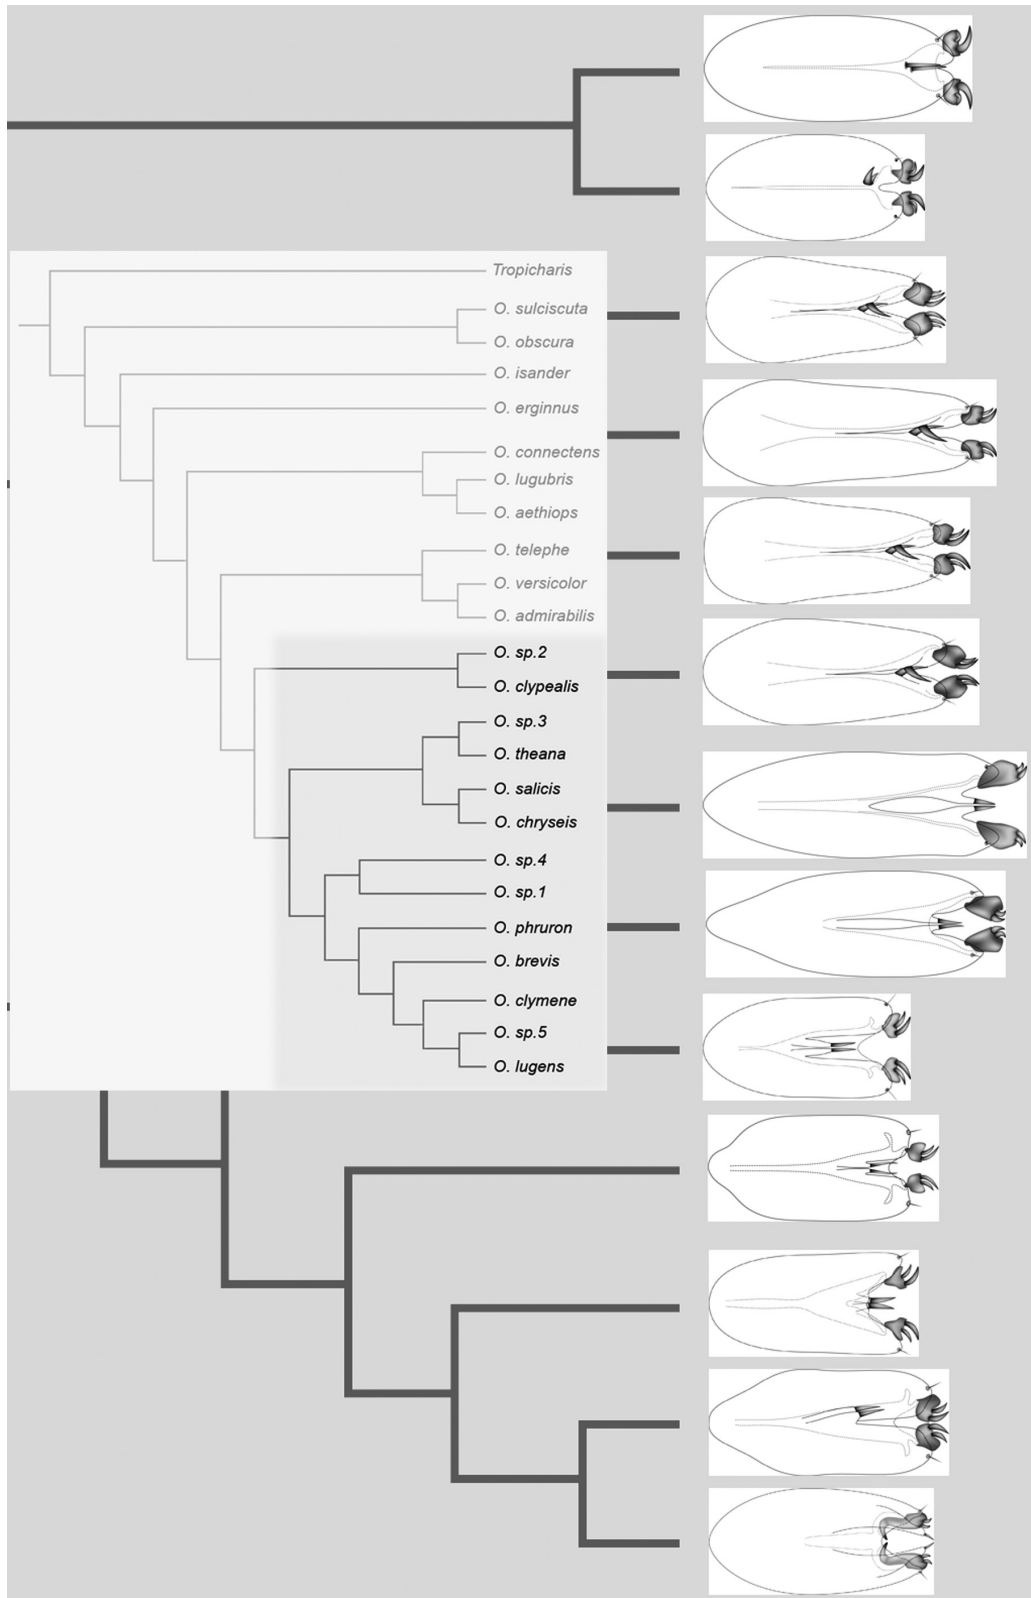 Tropicharis
O. sulciscuta
O. obscura
O. isander
O. erginnus
O. connectens
O. lugubris
O. aethiops
O. telephe
O. versicolor
O. admirabilis
O. sp.2
O. clypealis
O. sp.3
O. theana
O. salicis
O. chryseis
O. sp.4
O. sp.1
O. phruron
O. brevis
O. clymene
O. sp.5
O. lugens